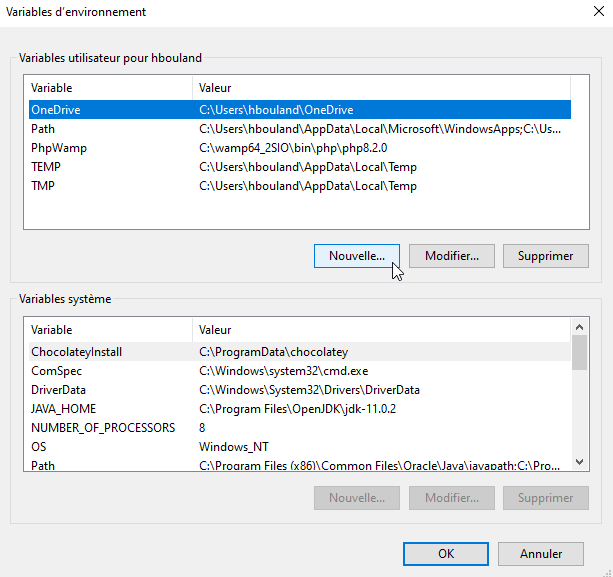 Variables d'environnement
Variables utilisateur pour hbouland
Variable Valeur
OneDrive C:\Users\hbouland\OneDrive
Path C:\Users\hbouland\AppData\Local\Microsoft\WindowsApps;C:\Us...
PhpWamp C:\wamp64_2SIO\bin\php\php8.2.0
TEMP C:\Users\hbouland\AppData\Local\Temp
TMP C:\Users\hbouland\AppData\Local\Temp
Nouvelle... Modifier... Supprimer
Variables système
Variable Valeur
ChocolateyInstall C:\ProgramData\chocolatey
ComSpec C:\Windows\system32\cmd.exe
DriverData C:\Windows\System32\Drivers\DriverData
JAVA_HOME C:\Program Files\OpenJDK\jdk-11.0.2
NUMBER_OF_PROCESSORS 8
OS Windows_NT
Path C:\Program Files (x86)\Common Files\Oracle\Java\javapath;C:\Pro...
Nouvelle... Modifier... Supprimer
OK Annuler